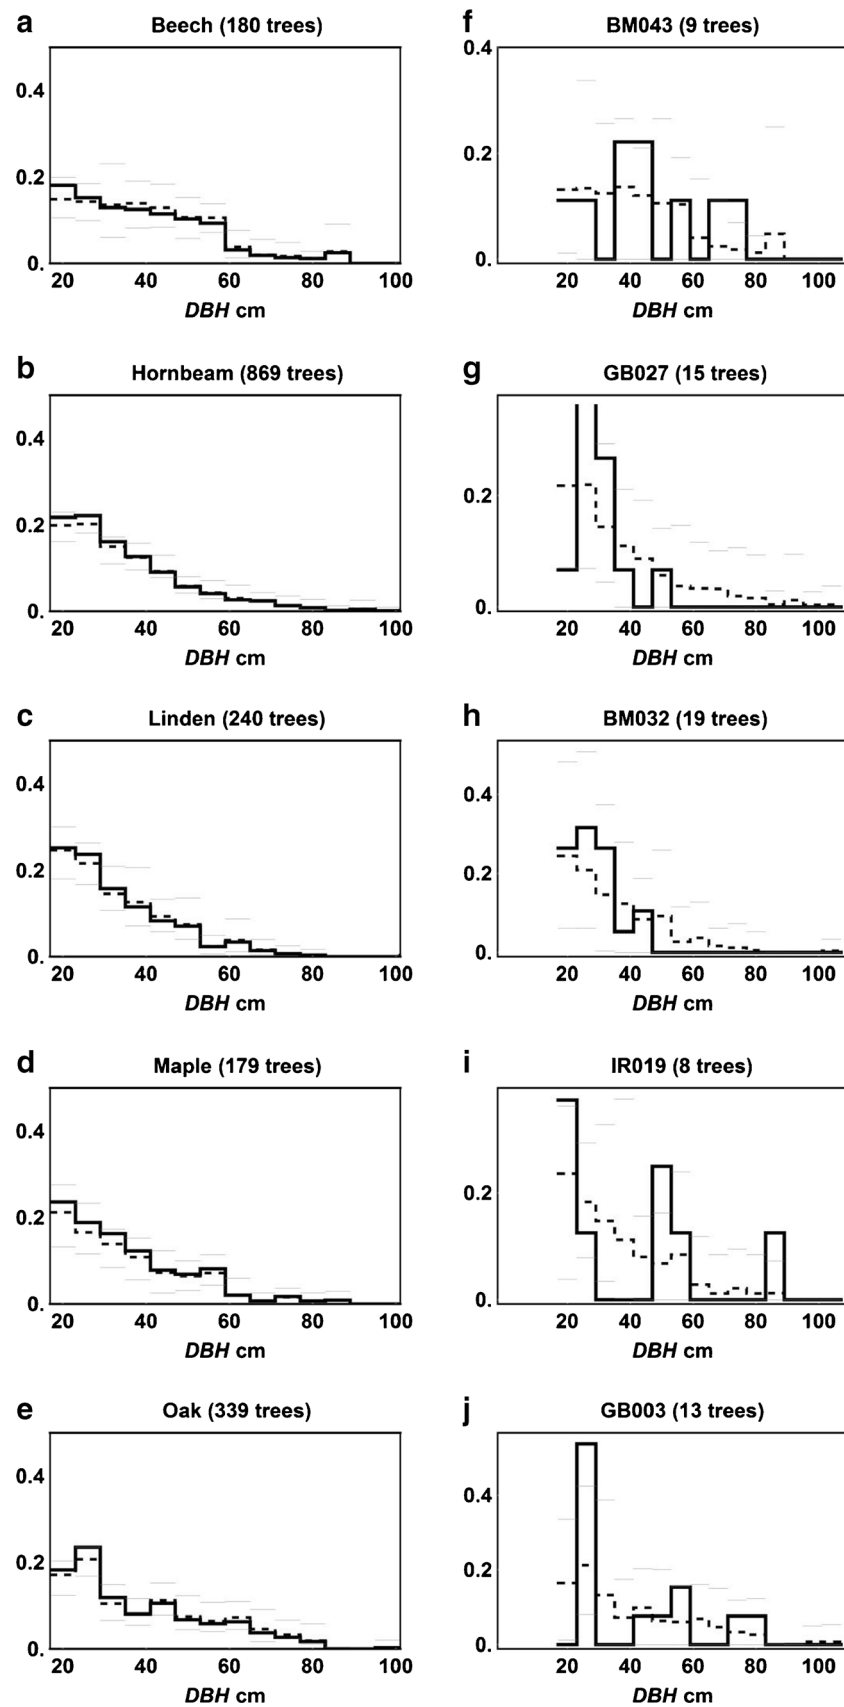 a
Beech (180 trees)
0.4
0.2
0.
20 40 60 80 100
DBH cm
f
BM043 (9 trees)
0.4
0.2
0.
20 40 60 80 100
DBH cm
b
Hornbeam (869 trees)
0.4
0.2
0.
20 40 60 80 100
DBH cm
g
GB027 (15 trees)
0.2
0.
20 40 60 80 100
DBH cm
c
Linden (240 trees)
0.4
0.2
0.
20 40 60 80 100
DBH cm
h
BM032 (19 trees)
0.4
0.2
0.
20 40 60 80 100
DBH cm
d
Maple (179 trees)
0.4
0.2
0.
20 40 60 80 100
DBH cm
i
IR019 (8 trees)
0.2
0.
20 40 60 80 100
DBH cm
e
Oak (339 trees)
0.4
0.2
0.
20 40 60 80 100
DBH cm
j
GB003 (13 trees)
0.4
0.2
0.
20 40 60 80 100
DBH cm